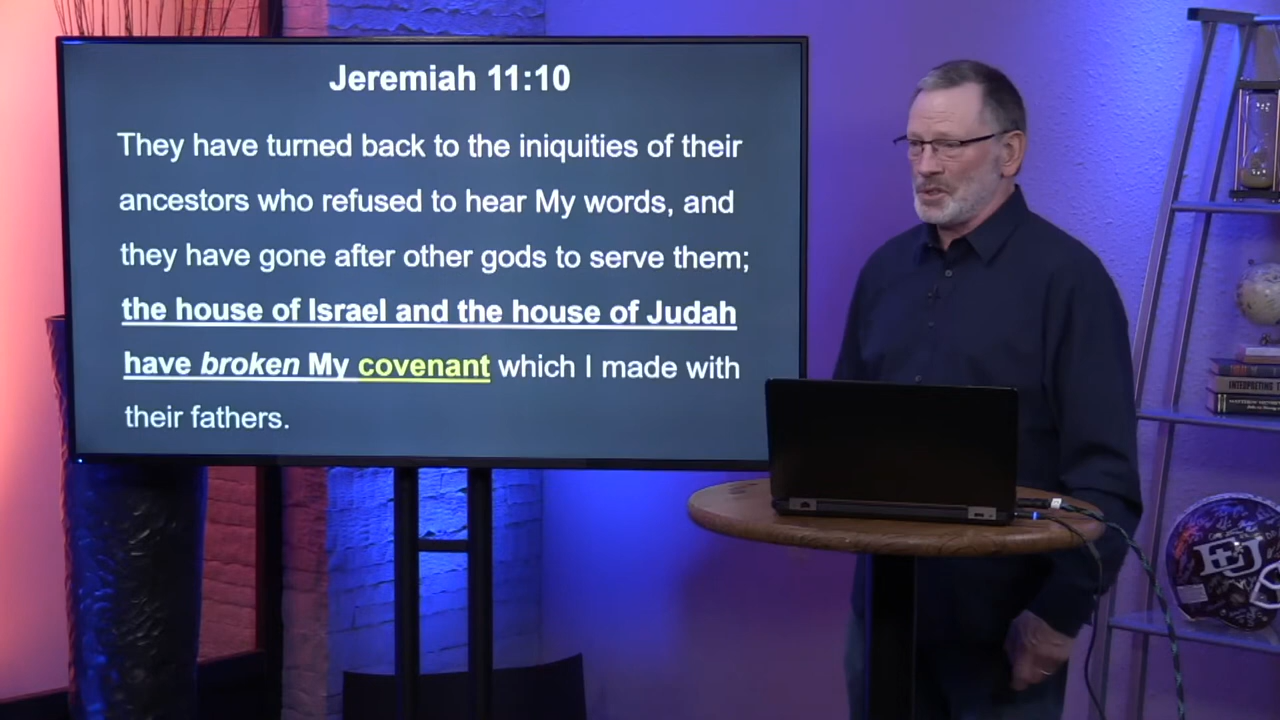 Jeremiah 11:10
They have turned back to the iniquities of their
ancestors who refused to hear My words, and
they have gone after other gods to serve them;
the house of Israel and the house of Judah
have broken My covenant which I made with
their fathers.
INTERPRETING
EU